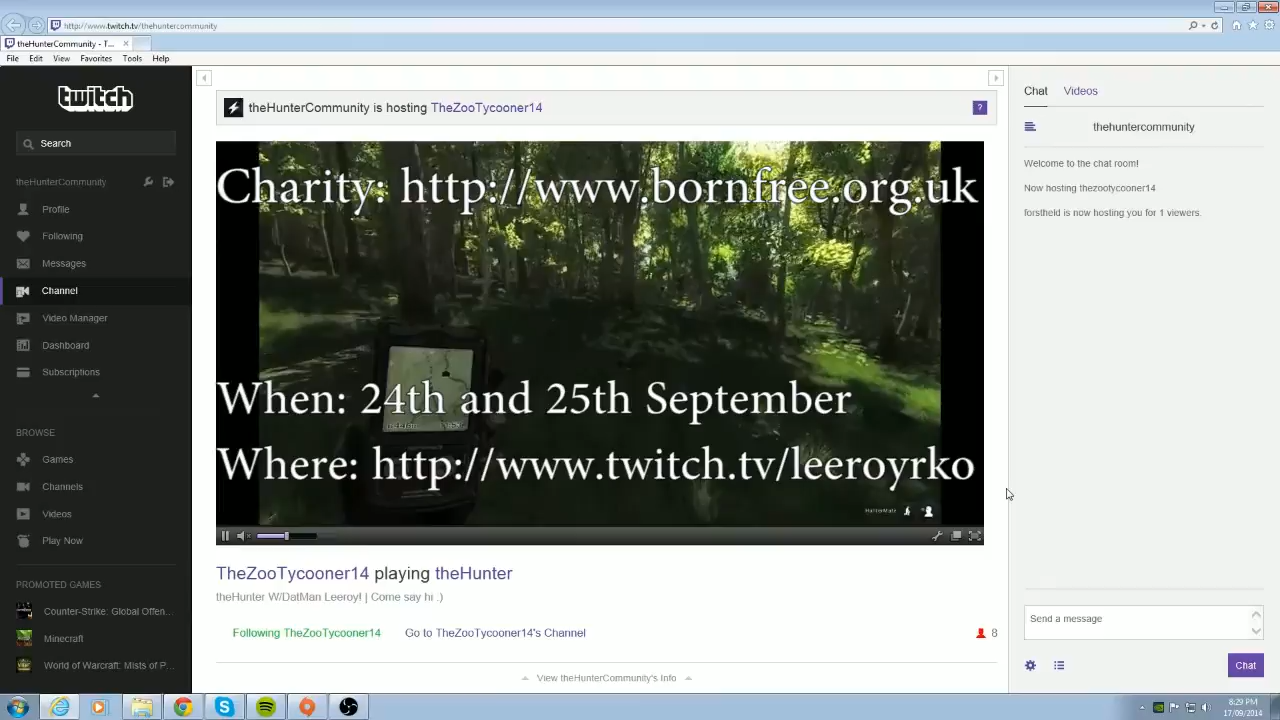 http://www.twitch.tv/thehuntercommunity
theHunterCommunity - T...
File Edit View Favorites Tools Help
twitch
Search
theHunterCommunity
Profile
Following
Messages
Channel
Video Manager
Dashboard
Subscriptions
BROWSE
Games
Channels
Videos
Play Now
PROMOTED GAMES
Counter-Strike: Global Offen...
Minecraft
World of Warcraft: Mists of P...
theHunterCommunity is hosting TheZooTycooner14
?
Charity: http://www.bornfree.org.uk
When: 24th and 25th September
Where: http://www.twitch.tv/leeroyrko
HunterMate
TheZooTycooner14 playing theHunter
theHunter W/DatMan Leeroy! | Come say hi :)
Following TheZooTycooner14 Go to TheZooTycooner14's Channel
8
View theHunterCommunity's Info
Chat Videos
thehuntercommunity
Welcome to the chat room!
Now hosting thezootycooner14
forstheld is now hosting you for 1 viewers.
Send a message
Chat
8:29 PM
17/09/2014